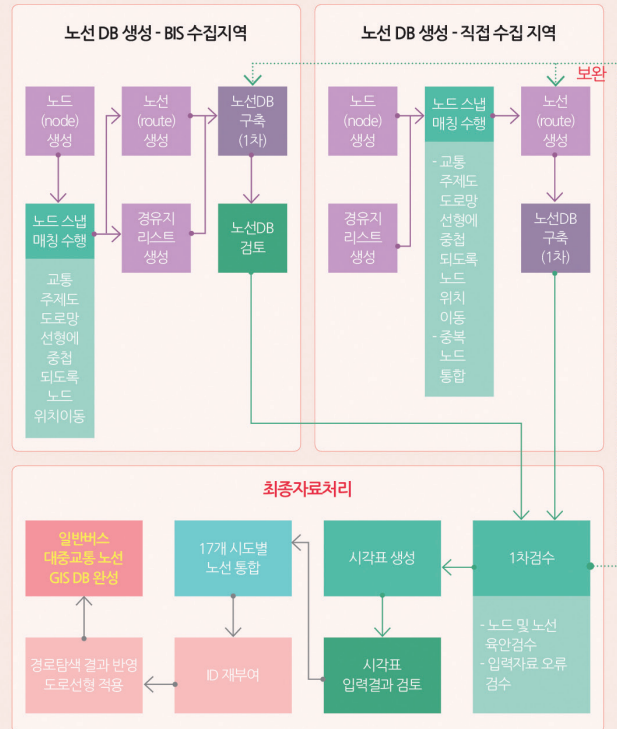 노선 DB 생성 - BIS 수집지역
노드
(node)
생성
노선
(route)
생성
노선DB
구축
(1차)
노드 스냅
매칭 수행
교통
주제도
도로망
선형에
중첩
되도록
노드
위치이동
경유지
리스트
생성
노선DB
검토
노선 DB 생성 - 직접 수집 지역
보완
노드
(node)
생성
노드 스냅
매칭 수행
- 교통
주제도
도로망
선형에
중첩
되도록
노드
위치
이동
- 중복
노드
통합
노선
(route)
생성
경유지
리스트
생성
노선DB
구축
(1차)
최종자료처리
일반버스
대중교통 노선
GIS DB 완성
17개 시도별
노선 통합
시각표 생성
1차검수
- 노드 및 노선
육안검수
- 입력자료 오류
검수
경로탐색 결과 반영
도로선형 적용
ID 재부여
시각표
입력결과 검토